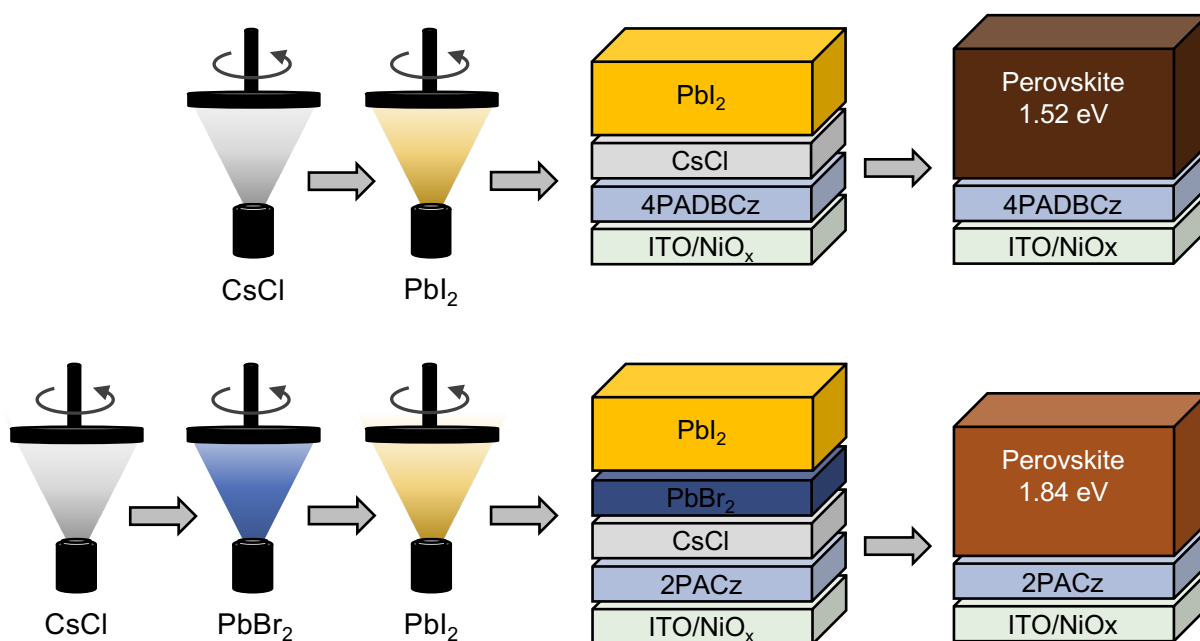 CsCl
PbI₂
PbI₂
CsCl
4PADBCz
ITO/NiOₓ
Perovskite
1.52 eV
4PADBCz
ITO/NiOx
CsCl
PbBr₂
PbI₂
PbI₂
PbBr₂
CsCl
2PACz
ITO/NiOₓ
Perovskite
1.84 eV
2PACz
ITO/NiOx